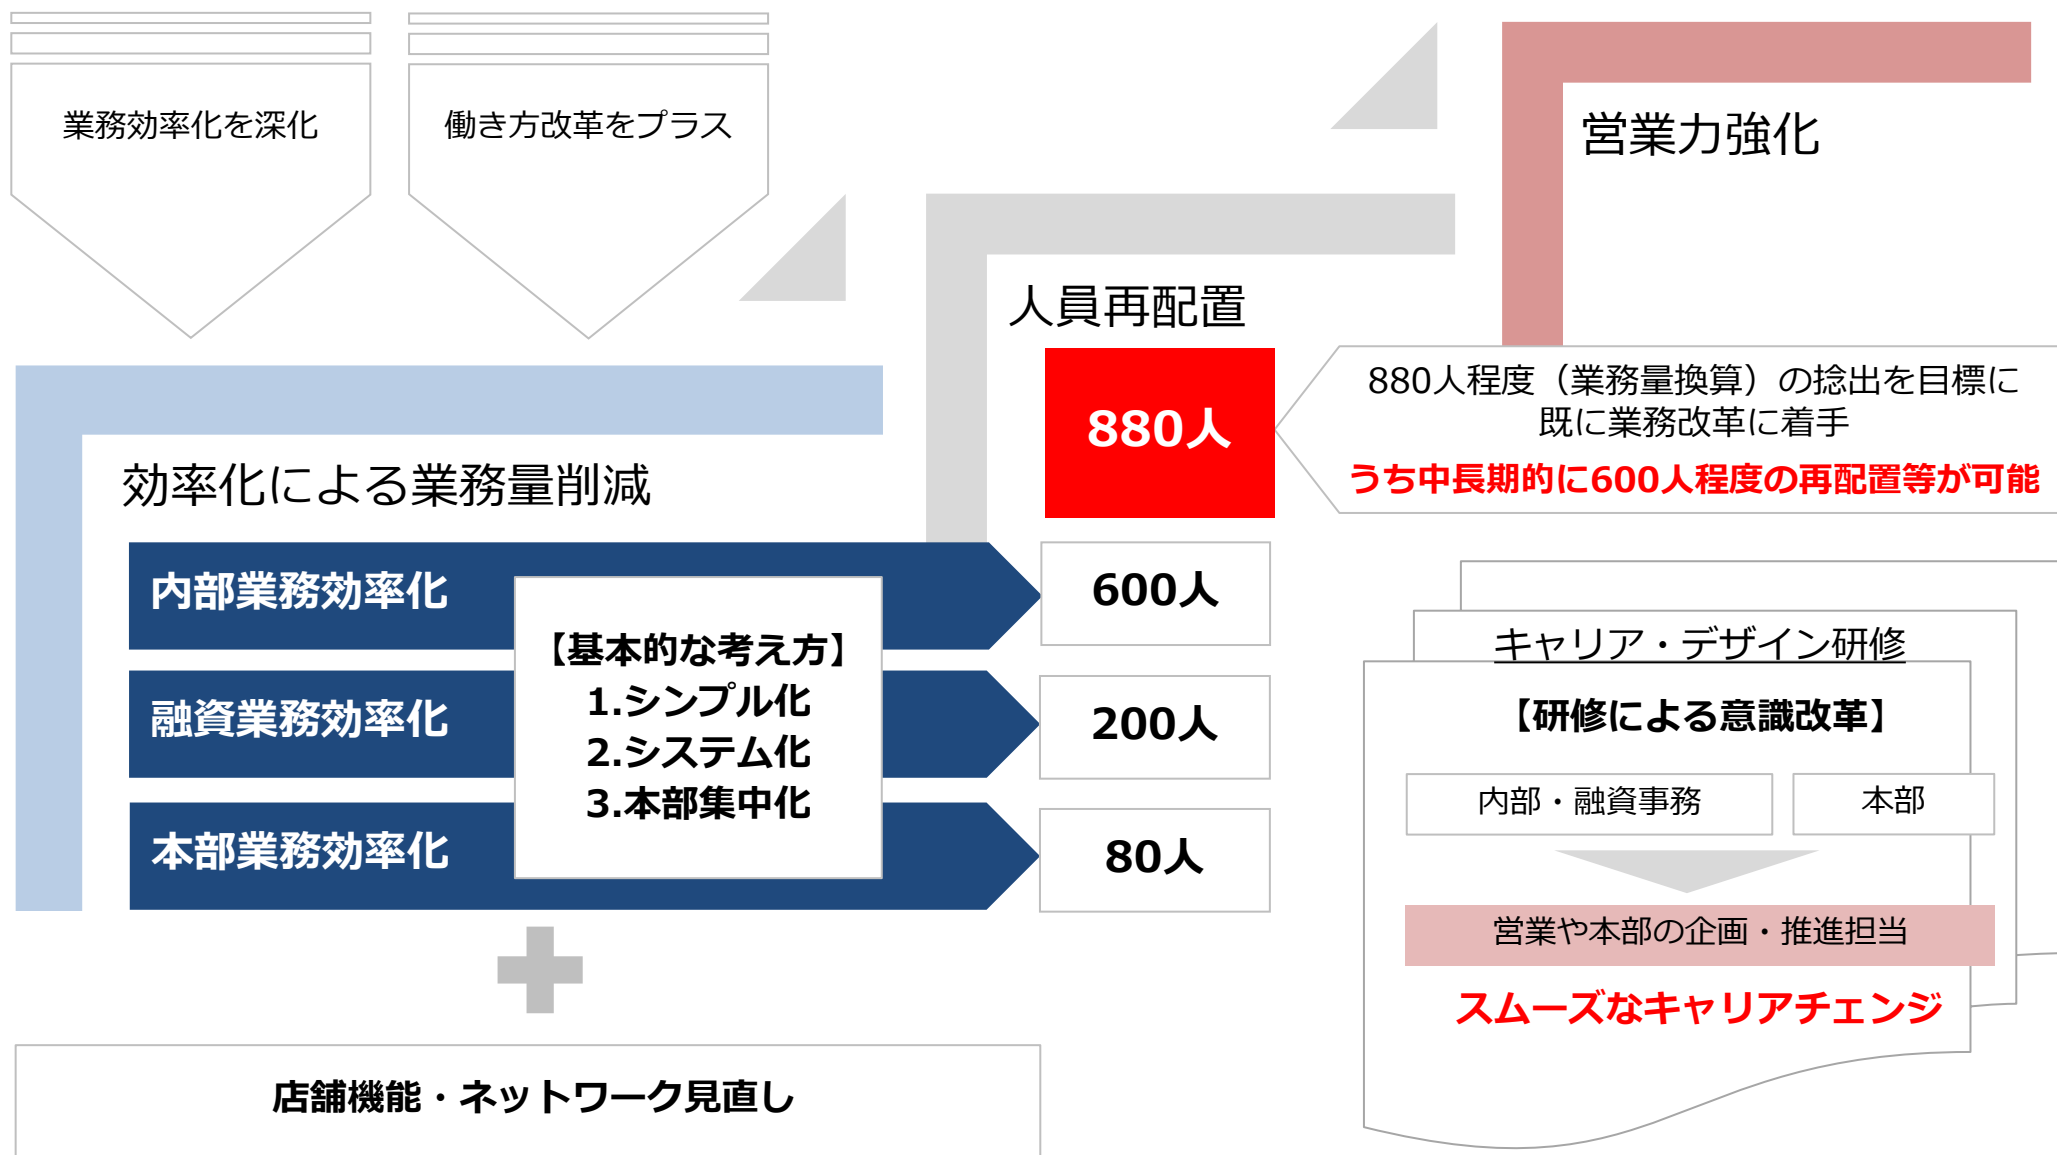 業務効率化を深化
働き方改革をプラス
営業力強化
人員再配置
880人
880人程度（業務量換算）の捻出を目標に
既に業務改革に着手
うち中長期的に600人程度の再配置等が可能
効率化による業務量削減
内部業務効率化
600人
融資業務効率化
200人
本部業務効率化
80人
【基本的な考え方】
1.シンプル化
2.システム化
3.本部集中化
キャリア・デザイン研修
【研修による意識改革】
内部・融資事務
本部
営業や本部の企画・推進担当
スムーズなキャリアチェンジ
店舗機能・ネットワーク見直し